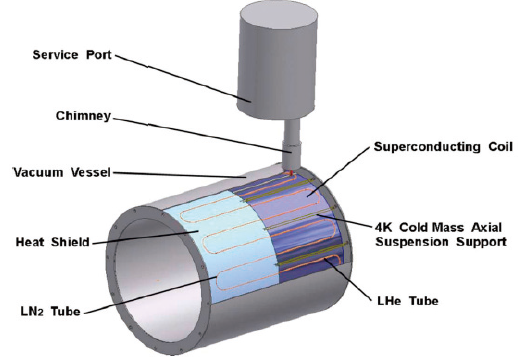 Service Port
Chimney
Superconducting Coil
Vacuum Vessel
4K Cold Mass Axial
Suspension Support
Heat Shield
LHe Tube
LN2 Tube